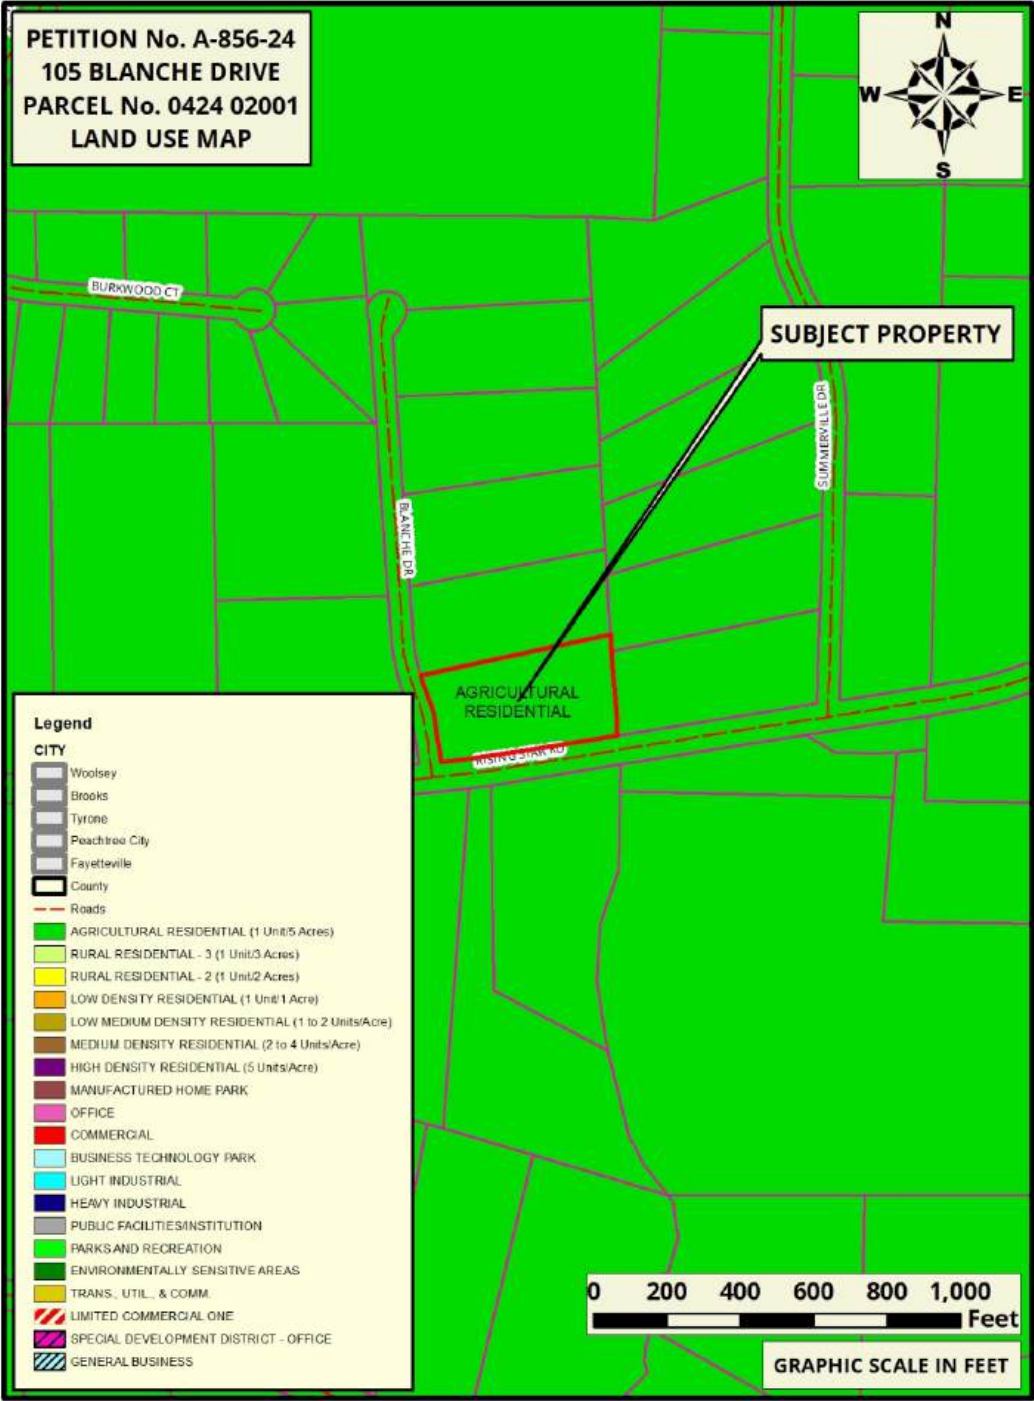 PETITION No. A-856-24
105 BLANCHE DRIVE
PARCEL No. 0424 02001
LAND USE MAP
N
W
E
S
BURKWOOD CT
SUBJECT PROPERTY
SUMMERVILLE DR
BLANCHE DR
AGRICULTURAL
RESIDENTIAL
RISING STAR RD
Legend
CITY
Woolsey
Brooks
Tyrone
Peachtree City
Fayetteville
County
Roads
AGRICULTURAL RESIDENTIAL (1 Unit/5 Acres)
RURAL RESIDENTIAL - 3 (1 Unit/3 Acres)
RURAL RESIDENTIAL - 2 (1 Unit/2 Acres)
LOW DENSITY RESIDENTIAL (1 Unit/1 Acre)
LOW MEDIUM DENSITY RESIDENTIAL (1 to 2 Units/Acre)
MEDIUM DENSITY RESIDENTIAL (2 to 4 Units/Acre)
HIGH DENSITY RESIDENTIAL (5 Units/Acre)
MANUFACTURED HOME PARK
OFFICE
COMMERCIAL
BUSINESS TECHNOLOGY PARK
LIGHT INDUSTRIAL
HEAVY INDUSTRIAL
PUBLIC FACILITIES/INSTITUTION
PARKS AND RECREATION
ENVIRONMENTALLY SENSITIVE AREAS
TRANS., UTIL., & COMM.
LIMITED COMMERCIAL ONE
SPECIAL DEVELOPMENT DISTRICT - OFFICE
GENERAL BUSINESS
0 200 400 600 800 1,000
Feet
GRAPHIC SCALE IN FEET